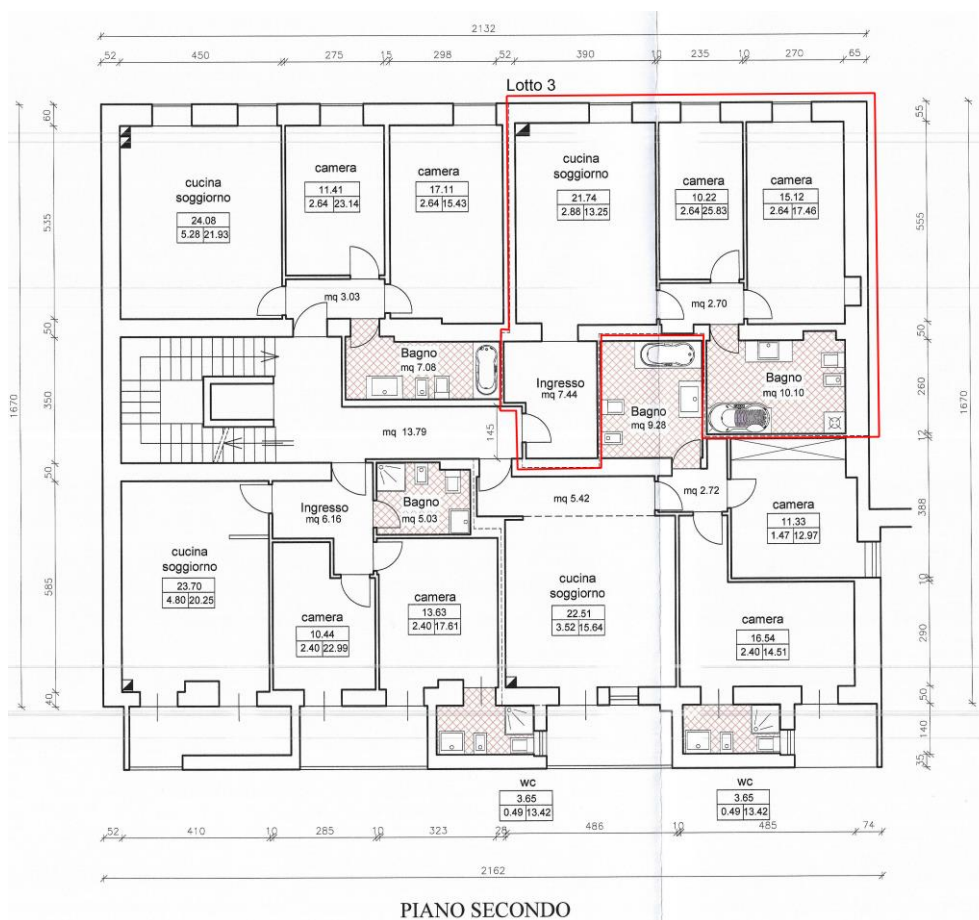 2132
52 450 275 15 298 52 390 10 235 10 270 65
Lotto 3
60
535
50
350
50
585
40
1670
55
555
50
260
12
388
10
290
50
140
35
1670
cucina
soggiorno
24.08
5.28 21.93
camera
11.41
2.64 23.14
camera
17.11
2.64 15.43
cucina
soggiorno
21.74
2.88 13.25
camera
10.22
2.64 25.83
camera
15.12
2.64 17.46
mq 3.03
mq 2.70
Bagno
mq 7.08
Ingresso
mq 7.44
Bagno
mq 9.28
Bagno
mq 10.10
mq 13.79
145
Ingresso
mq 6.16
Bagno
mq 5.03
mq 5.42
mq 2.72
camera
11.33
1.47 12.97
cucina
soggiorno
23.70
4.80 20.25
camera
10.44
2.40 22.99
camera
13.63
2.40 17.61
cucina
soggiorno
22.51
3.52 15.64
camera
16.54
2.40 14.51
wc
3.65
0.49 13.42
wc
3.65
0.49 13.42
52 410 10 285 10 323 28 486 10 485 74
2162
PIANO SECONDO